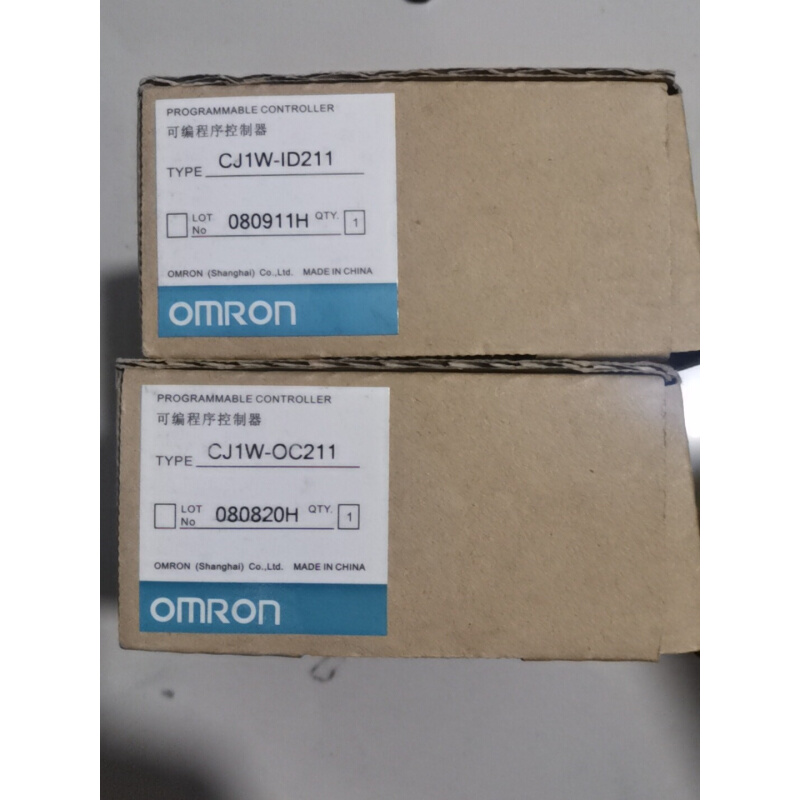 PROGRAMMABLE CONTROLLER
可编程序控制器
TYPE CJ1W-ID211
LOT No 080911H QTY. 1
OMRON (Shanghai) Co.,Ltd. MADE IN CHINA
OMRON
PROGRAMMABLE CONTROLLER
可编程序控制器
TYPE CJ1W-OC211
LOT No 080820H QTY. 1
OMRON (Shanghai) Co.,Ltd. MADE IN CHINA
OMRON